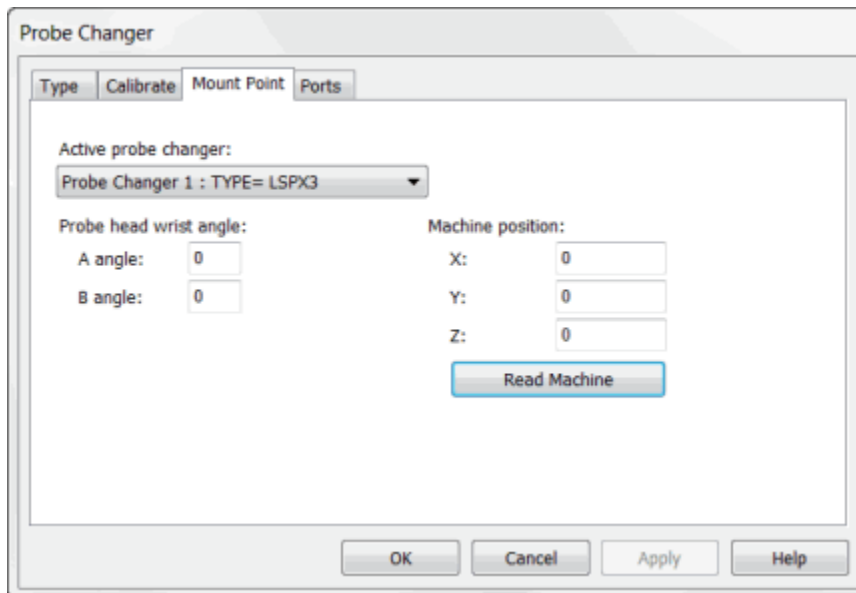 Probe Changer
Type Calibrate Mount Point Ports
Active probe changer:
Probe Changer 1 : TYPE= LSPX3
Probe head wrist angle: Machine position:
A angle: 0 X: 0
B angle: 0 Y: 0
Z: 0
Read Machine
OK Cancel Apply Help